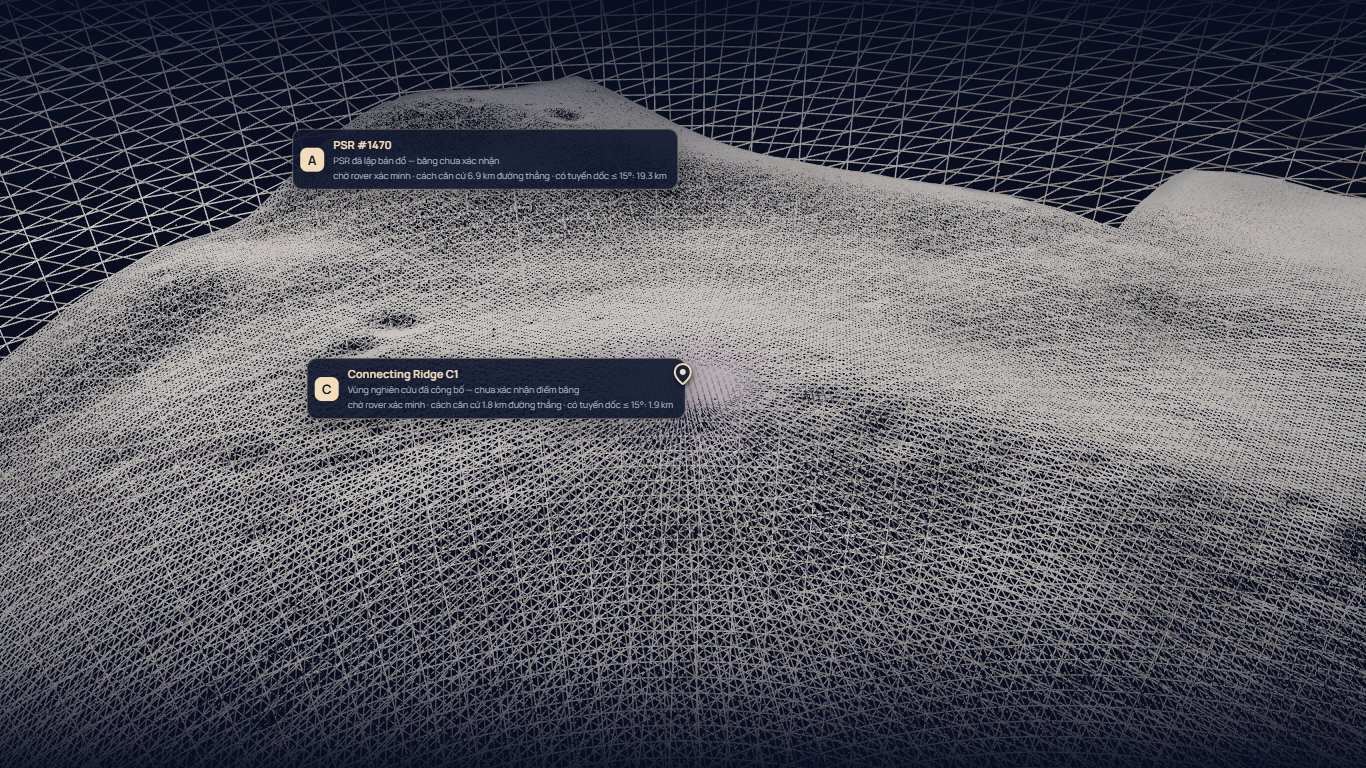 A
PSR #1470
PSR đã lập bản đồ — băng chưa xác nhận
chờ rover xác minh · cách căn cứ 6.9 km đường thẳng · có tuyến dốc ≤ 15°: 19.3 km
C
Connecting Ridge C1
Vùng nghiên cứu đã công bố — chưa xác nhận điểm băng
chờ rover xác minh · cách căn cứ 1.8 km đường thẳng · có tuyến dốc ≤ 15°: 1.9 km